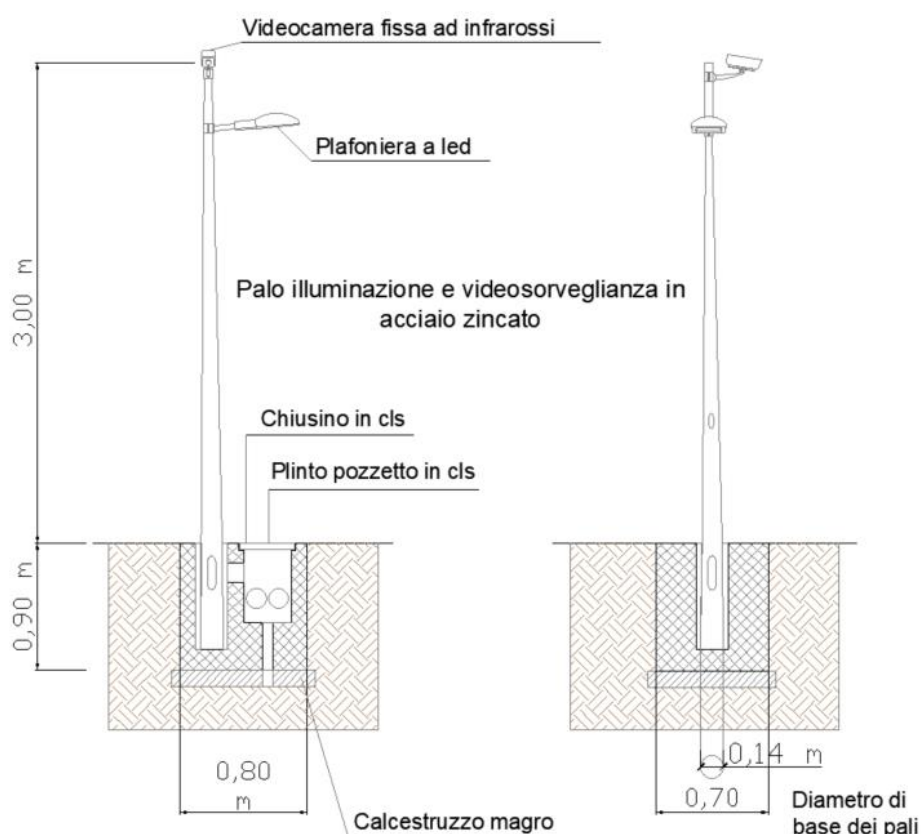 Videocamera fissa ad infrarossi
Plafoniera a led
3,00 m
Palo illuminazione e videosorveglianza in
acciaio zincato
Chiusino in cls
Plinto pozzetto in cls
0,90 m
0,80
m
Calcestruzzo magro
0,14 m
0,70
Diametro di
base dei pali